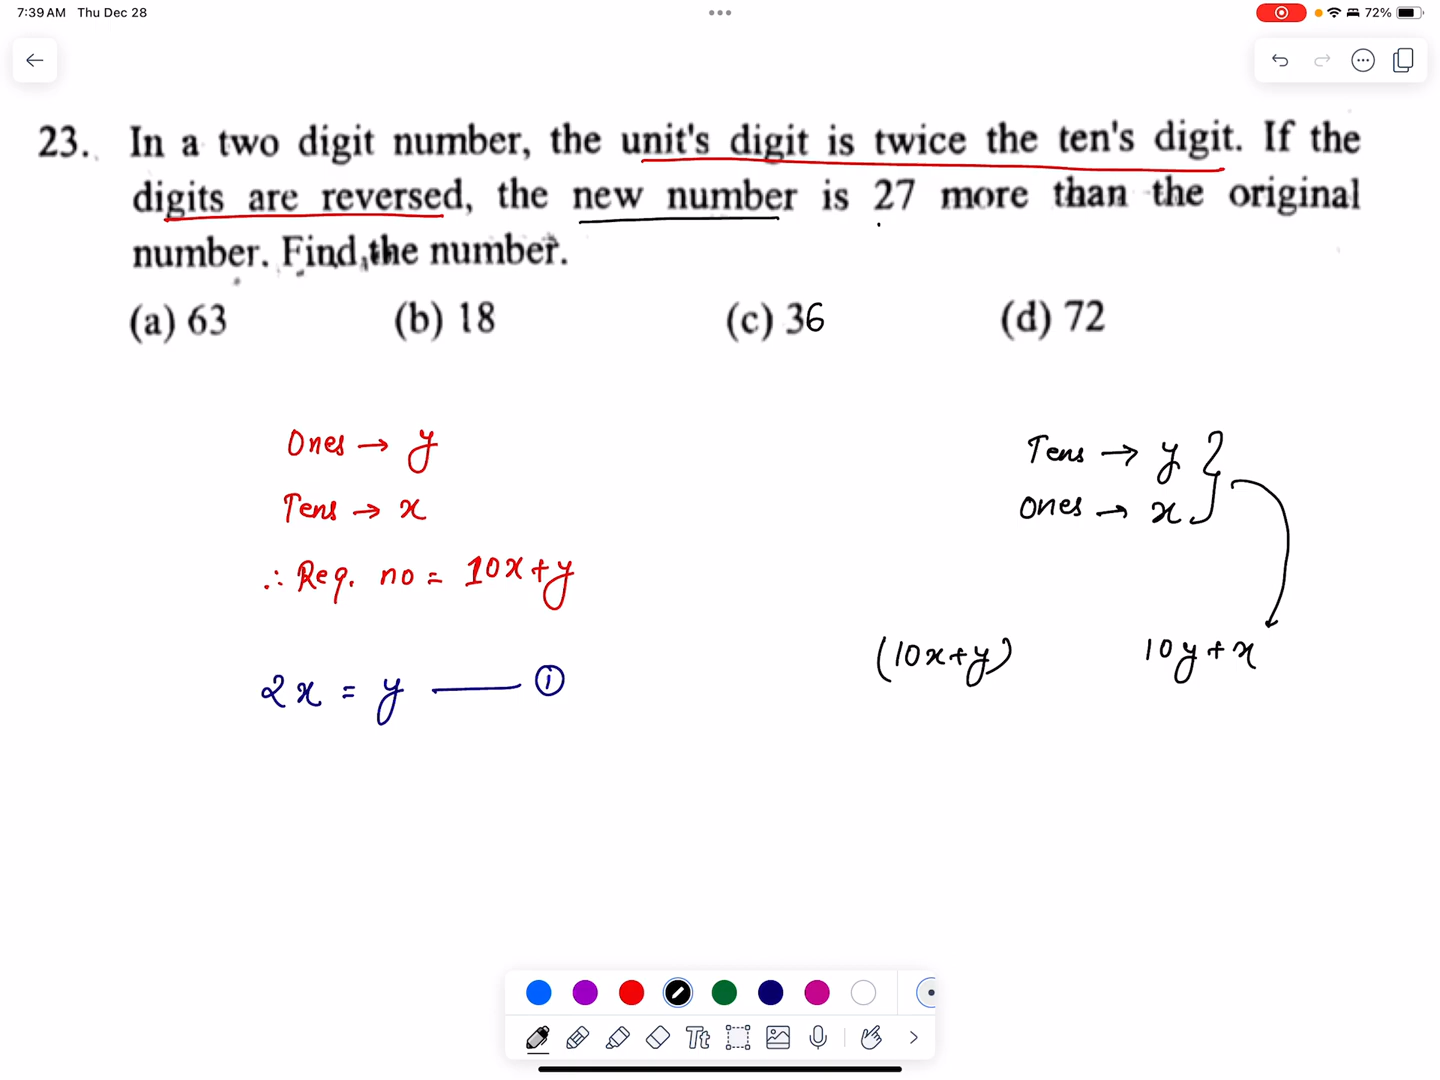 7:39 AM Thu Dec 28
72%
23. In a two digit number, the unit's digit is twice the ten's digit. If the
digits are reversed, the new number is 27 more than the original
number. Find the number.
(a) 63 (b) 18 (c) 36 (d) 72
Ones → y
Tens → x
∴ Req. no = 10x+y
2x = y —— ①
Tens → y
Ones → x
(10x+y) 10y+x
Tt